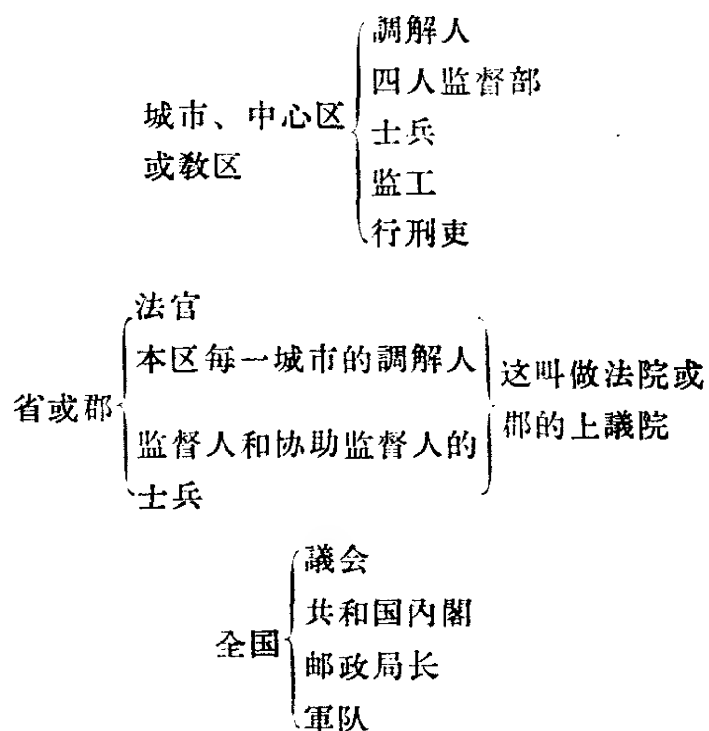 調解人
四人监督部
城市、中心区
士兵
或敎区
监工
行刑吏
法官
本区每一城市的調解人
这叫做法院或
省或郡
郡的上議院
监督人和协助监督人的
士兵
議会
共和国內閣
全国
邮政局长
軍队